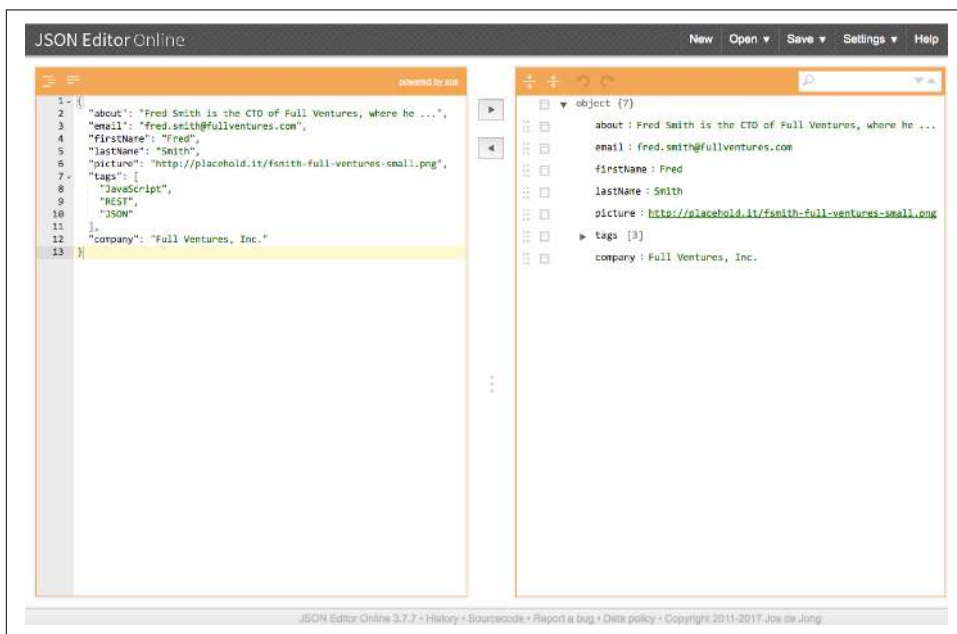 JSON Editor Online
New Open ▾ Save ▾ Settings ▾ Help
powered by ace
1 {
2 "about": "Fred Smith is the CTO of Full Ventures, where he ...",
3 "email": "fred.smith@fullventures.com",
4 "firstName": "Fred",
5 "lastName": "Smith",
6 "picture": "http://placehold.it/fsmith-full-ventures-small.png",
7 "tags": [
8 "JavaScript",
9 "REST",
10 "JSON"
11 ],
12 "company": "Full Ventures, Inc."
13 }
object {7}
about : Fred Smith is the CTO of Full Ventures, where he ...
email : fred.smith@fullventures.com
firstName : Fred
lastName : Smith
picture : http://placehold.it/fsmith-full-ventures-small.png
tags [3]
company : Full Ventures, Inc.
JSON Editor Online 3.7.7 • History • Sourcecode • Report a bug • Data policy • Copyright 2011-2017 Jos de Jong